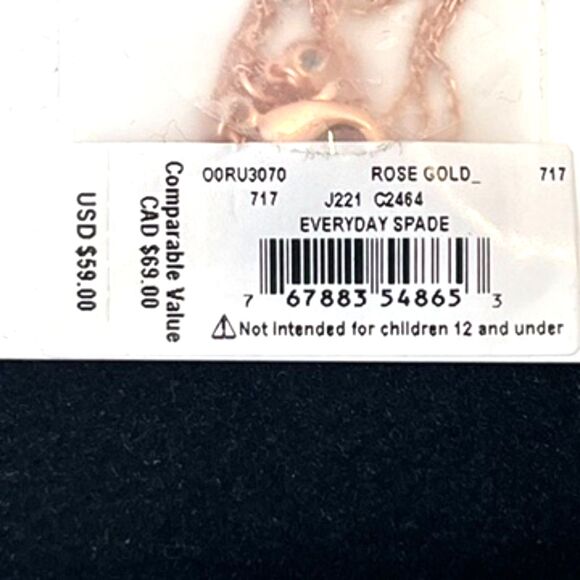 O0RU3070 ROSE GOLD_ 717
717 J221 C2464
EVERYDAY SPADE
7 67883 54865 3
⚠Not Intended for children 12 and under
Comparable Value
CAD $69.00
USD $59.00